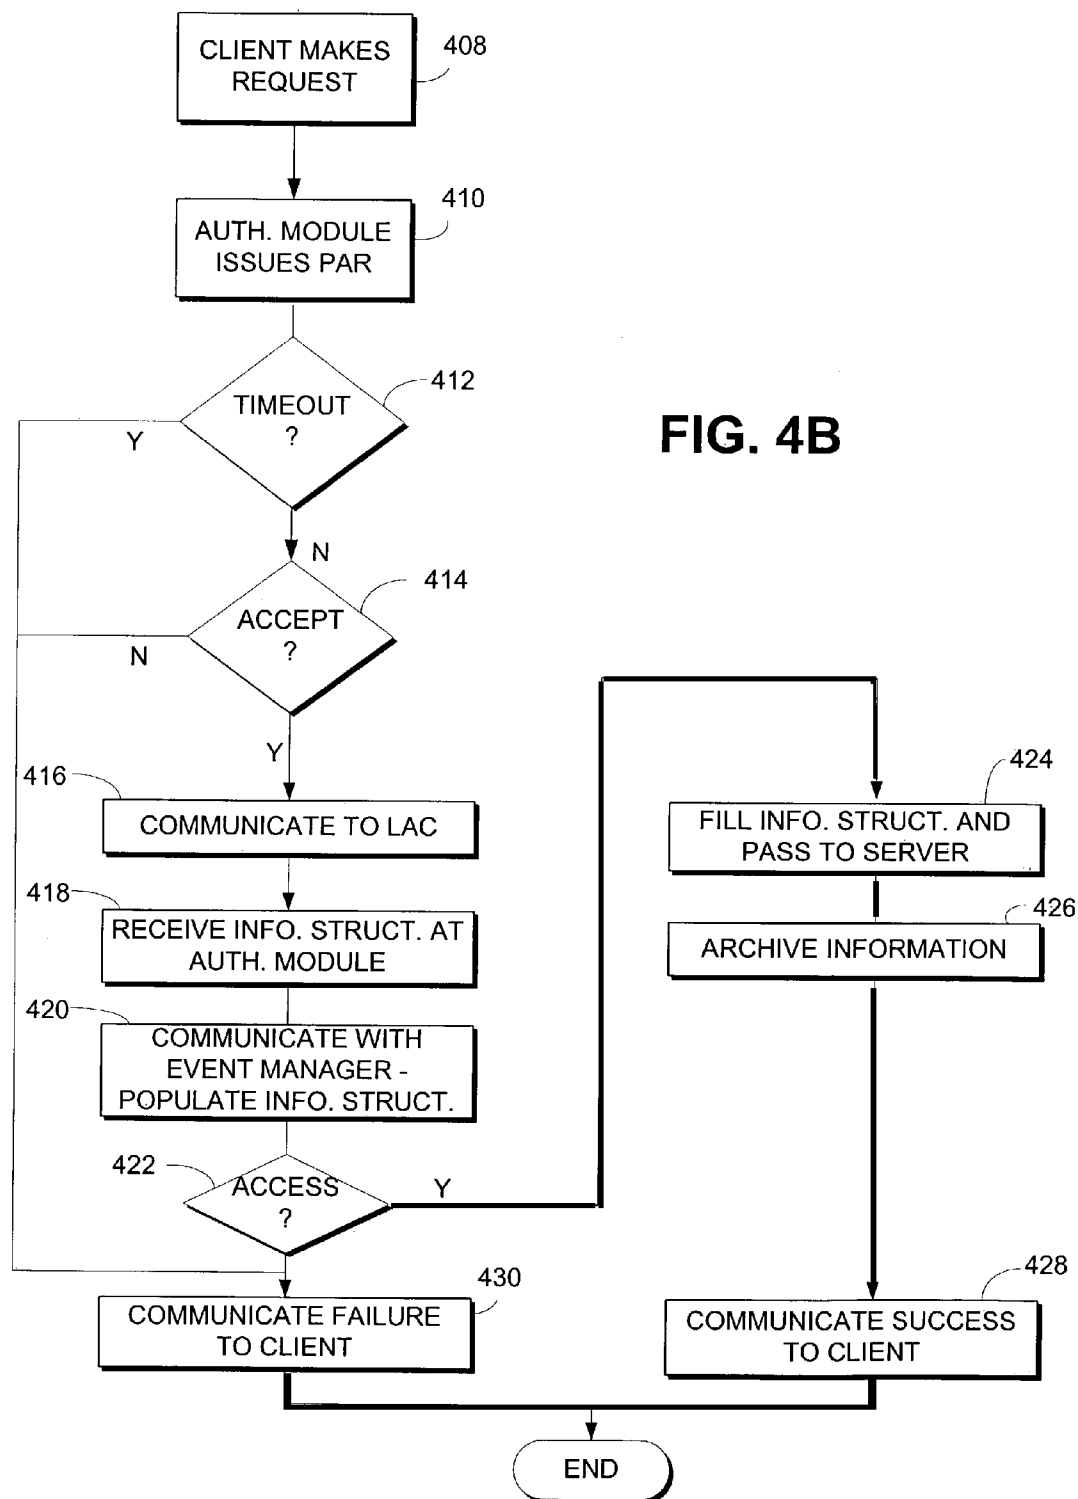 CLIENT MAKES
REQUEST
408
AUTH. MODULE
ISSUES PAR
410
TIMEOUT
?
412
Y
N
FIG. 4B
ACCEPT
?
414
N
Y
416
COMMUNICATE TO LAC
418
RECEIVE INFO. STRUCT. AT
AUTH. MODULE
420
COMMUNICATE WITH
EVENT MANAGER -
POPULATE INFO. STRUCT.
422
ACCESS
?
Y
424
FILL INFO. STRUCT. AND
PASS TO SERVER
426
ARCHIVE INFORMATION
430
COMMUNICATE FAILURE
TO CLIENT
428
COMMUNICATE SUCCESS
TO CLIENT
END